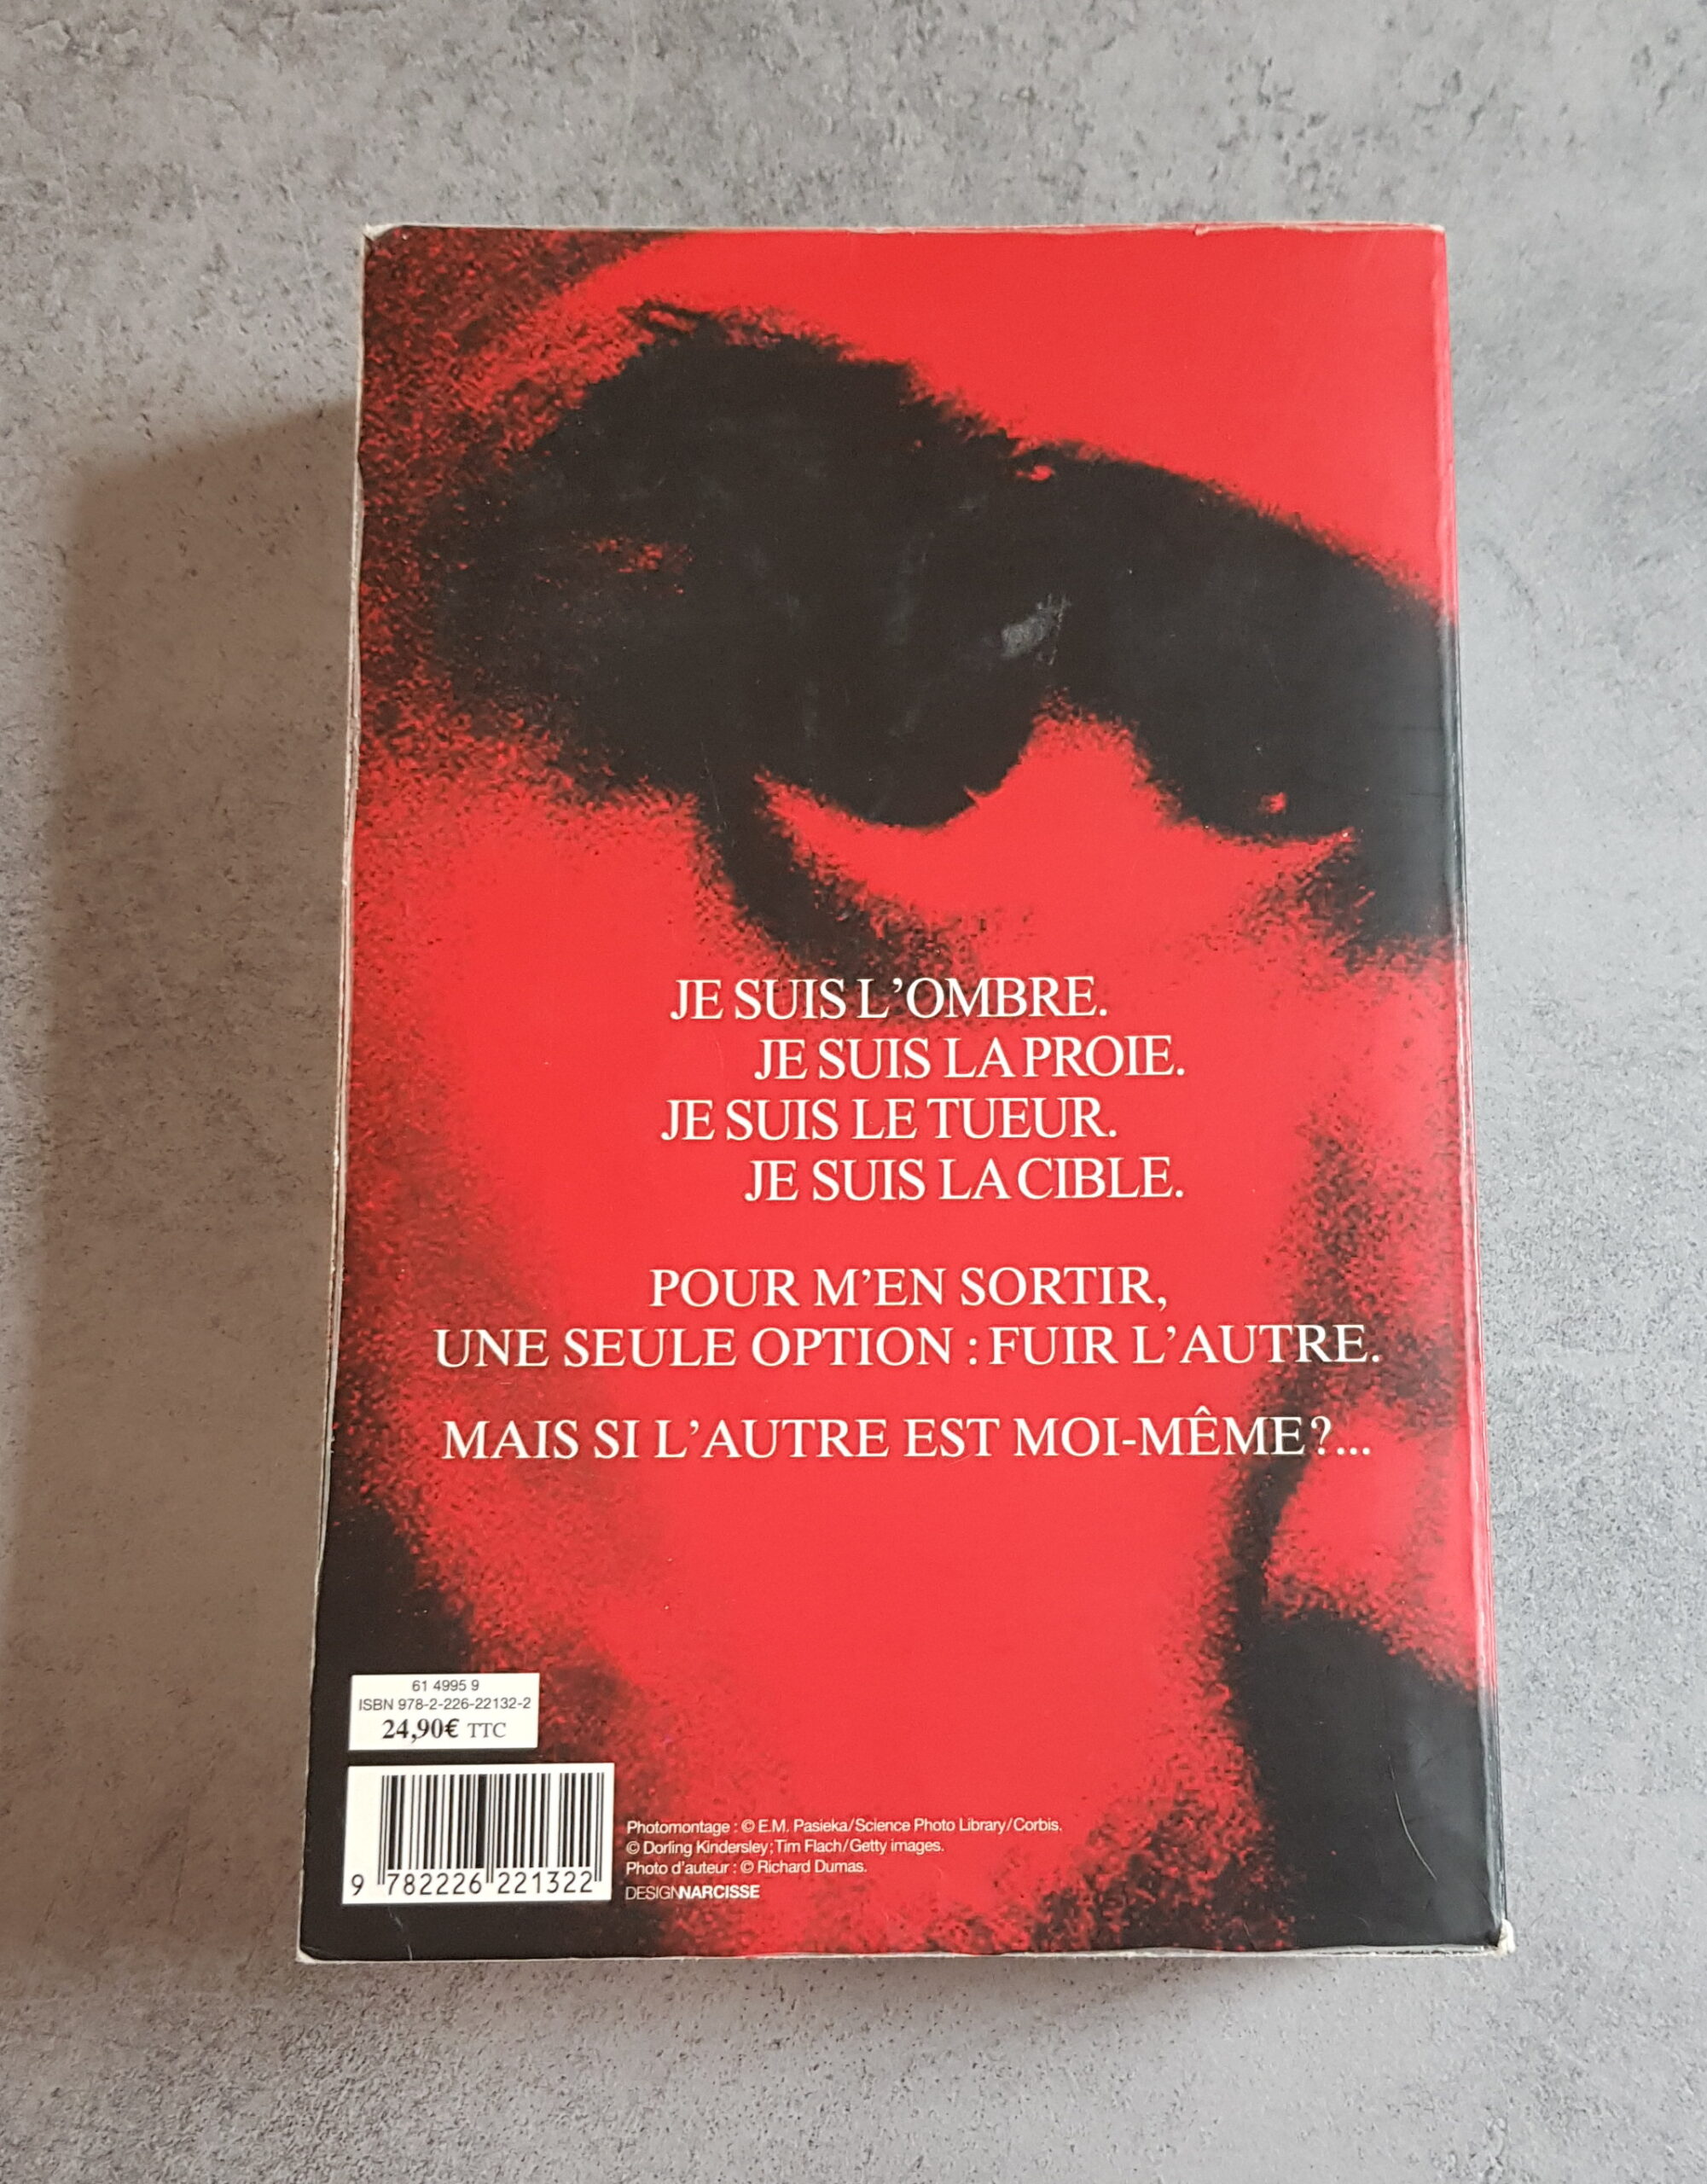 JE SUIS L'OMBRE.
JE SUIS LA PROIE.
JE SUIS LE TUEUR.
JE SUIS LA CIBLE.
POUR M'EN SORTIR,
UNE SEULE OPTION : FUIR L'AUTRE.
MAIS SI L'AUTRE EST MOI-MÊME ?...
61 4995 9
ISBN 978-2-226-22132-2
24,90€ TTC
9 782226 221322
Photomontage : © E.M. Pasieka/Science Photo Library/Corbis.
© Dorling Kindersley ; Tim Flach/Getty images.
Photo d'auteur : © Richard Dumas.
DESIGNNARCISSE